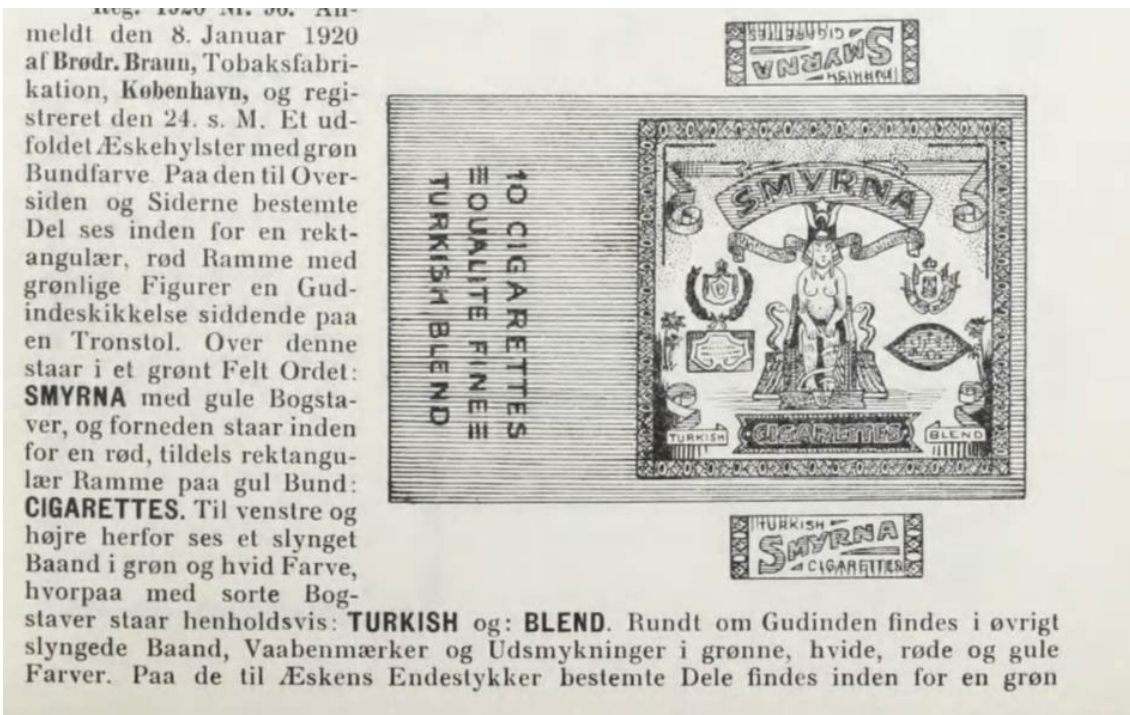 Reg. 1920 Nr. An-
meldt den 8. Januar 1920
af Brødr. Braun, Tobaksfabri-
kation, København, og regi-
streret den 24. s. M. Et ud-
foldet Æskehylster med grøn
Bundfarve Paa den til Over-
siden og Siderne bestemte
Del ses inden for en rekt-
angulær, rød Ramme med
grønlige Figurer en Gud-
indeskikkelse siddende paa
en Tronstol. Over denne
staar i et grønt Felt Ordet:
SMYRNA med gule Bogsta-
ver, og forneden staar inden
for en rød, tildels rektangu-
lær Ramme paa gul Bund:
CIGARETTES. Til venstre og
højre herfor ses et slynget
Baand i grøn og hvid Farve,
hvorpaa med sorte Bog-
staver staar henholdsvis: TURKISH og: BLEND. Rundt om Gudinden findes i øvrigt
slyngede Baand, Vaabenmærker og Udsmykninger i grønne, hvide, røde og gule
Farver. Paa de til Æskens Endestykker bestemte Dele findes inden for en grøn
TURKISH
SMYRNA
CIGARETTES
10 CIGARETTES
QUALITE FINE
TURKISH BLEND
SMYRNA
TURKISH CIGARETTES BLEND
TURKISH
SMYRNA
CIGARETTES